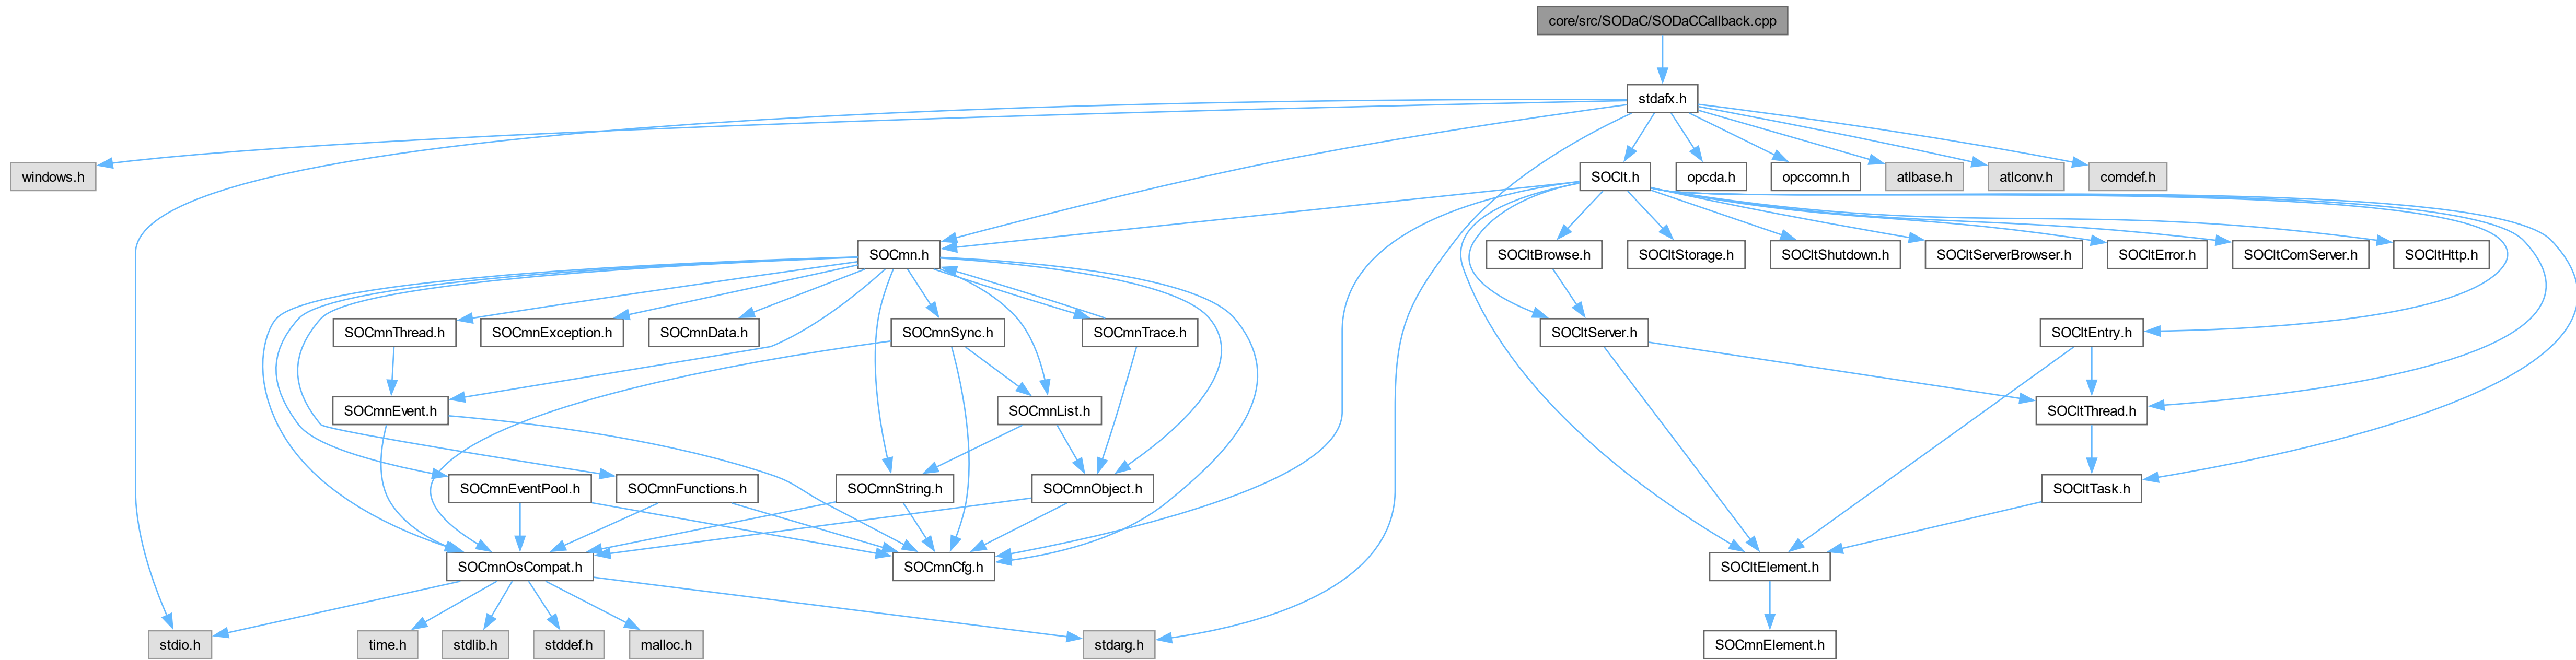 core/src/SODaC/SODaCCallback.cpp
stdafx.h
windows.h
SOClt.h
opcda.h
opccomn.h
atlbase.h
atlconv.h
comdef.h
SOCmn.h
SOCltBrowse.h
SOCltStorage.h
SOCltShutdown.h
SOCltServerBrowser.h
SOCltError.h
SOCltComServer.h
SOCltHttp.h
SOCmnThread.h
SOCmnException.h
SOCmnData.h
SOCmnSync.h
SOCmnTrace.h
SOCltServer.h
SOCltEntry.h
SOCmnEvent.h
SOCmnList.h
SOCltThread.h
SOCmnEventPool.h
SOCmnFunctions.h
SOCmnString.h
SOCmnObject.h
SOCltTask.h
SOCmnOsCompat.h
SOCmnCfg.h
SOCltElement.h
stdio.h
time.h
stdlib.h
stddef.h
malloc.h
stdarg.h
SOCmnElement.h